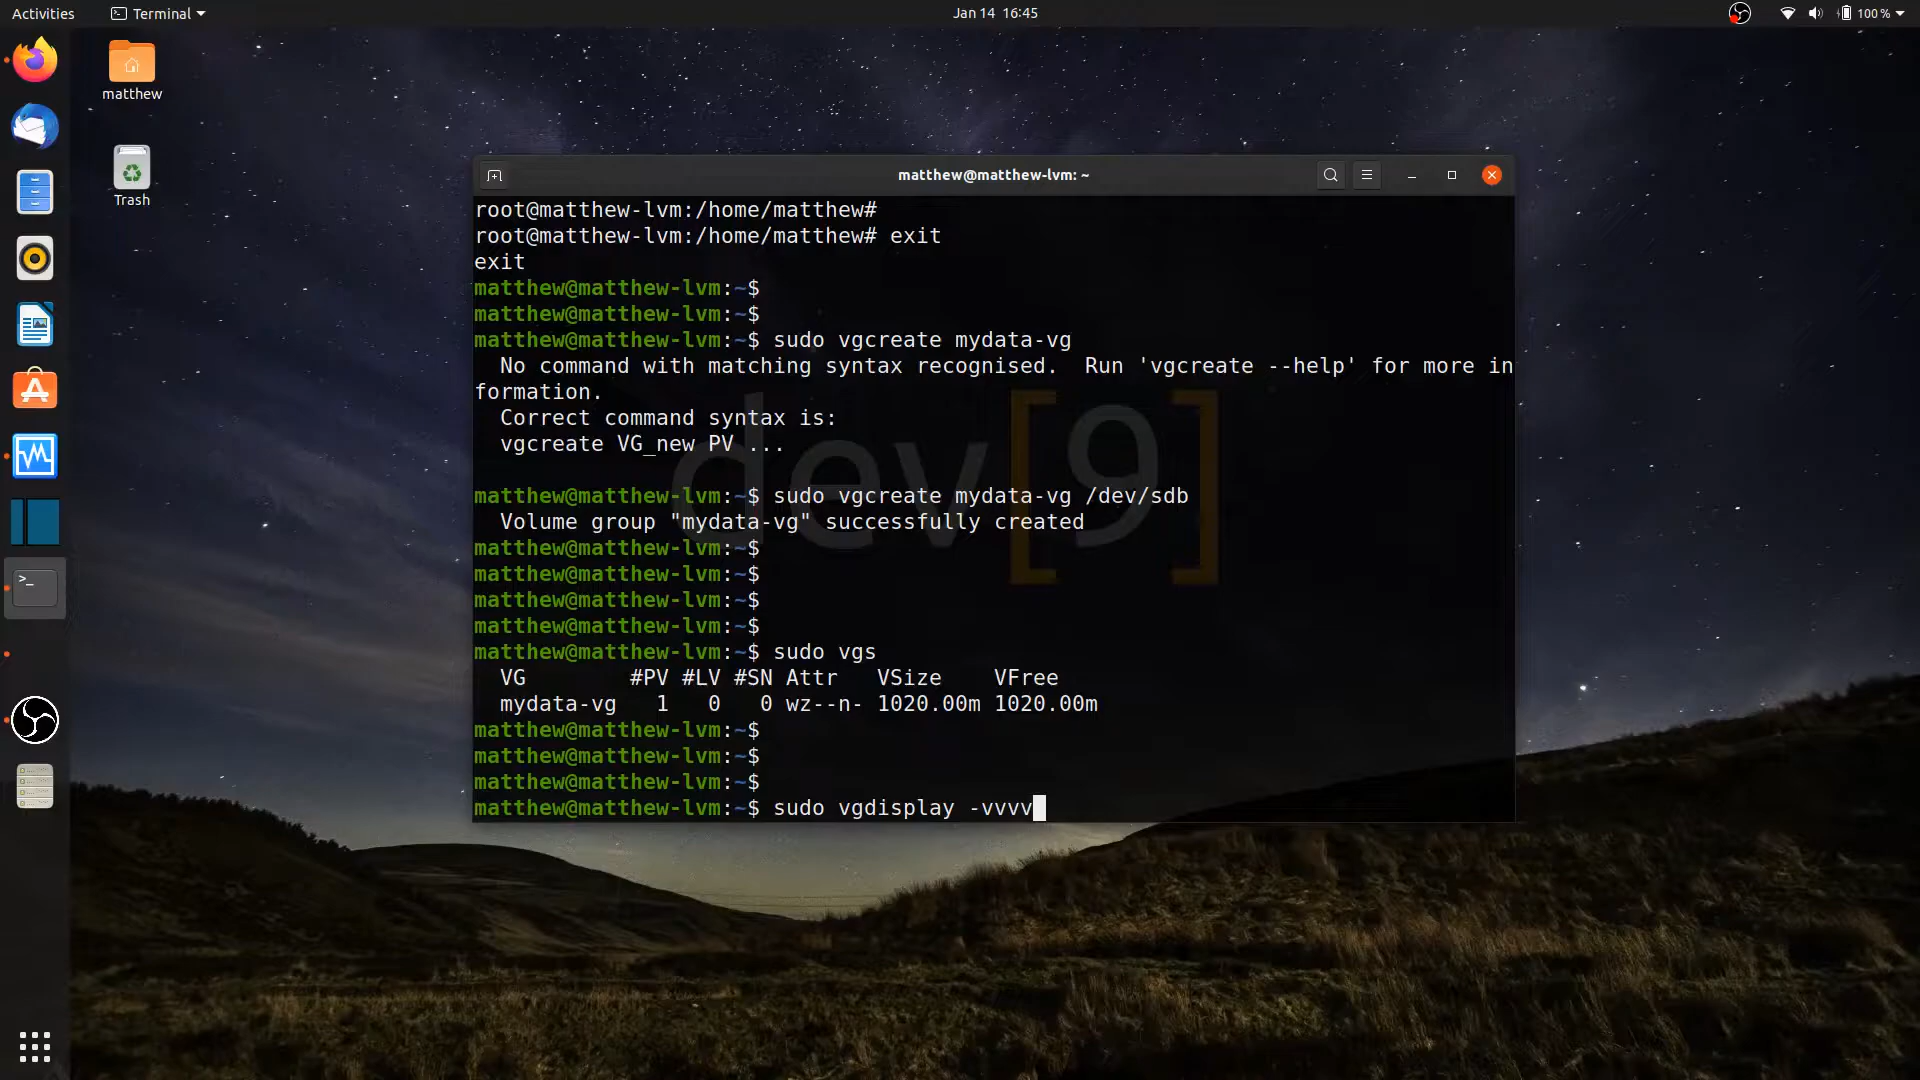 Activities
Terminal
Jan 14 16:45
100 %
matthew
Trash
matthew@matthew-lvm: ~
root@matthew-lvm:/home/matthew#
root@matthew-lvm:/home/matthew# exit
exit
matthew@matthew-lvm:~$
matthew@matthew-lvm:~$
matthew@matthew-lvm:~$ sudo vgcreate mydata-vg
No command with matching syntax recognised.  Run 'vgcreate --help' for more in
formation.
Correct command syntax is:
vgcreate VG_new PV ...
matthew@matthew-lvm:~$ sudo vgcreate mydata-vg /dev/sdb
Volume group "mydata-vg" successfully created
matthew@matthew-lvm:~$
matthew@matthew-lvm:~$
matthew@matthew-lvm:~$
matthew@matthew-lvm:~$
matthew@matthew-lvm:~$ sudo vgs
VG        #PV #LV #SN Attr   VSize    VFree
mydata-vg   1   0   0 wz--n- 1020.00m 1020.00m
matthew@matthew-lvm:~$
matthew@matthew-lvm:~$
matthew@matthew-lvm:~$
matthew@matthew-lvm:~$ sudo vgdisplay -vvvv
dev[9]